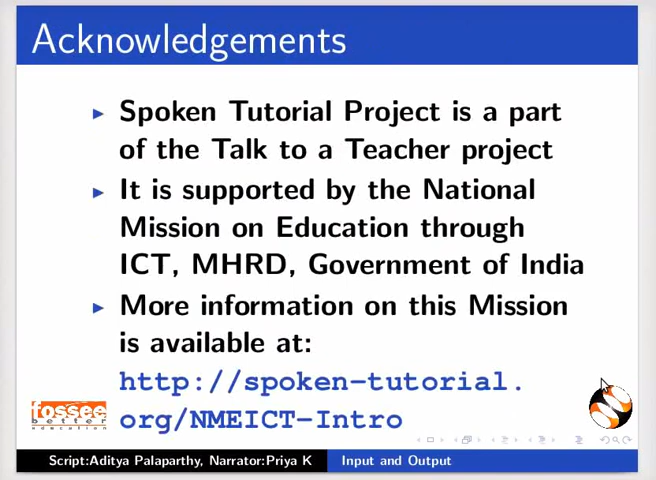 Acknowledgements
Spoken Tutorial Project is a part
of the Talk to a Teacher project
It is supported by the National
Mission on Education through
ICT, MHRD, Government of India
More information on this Mission
is available at:
http://spoken-tutorial.
org/NMEICT-Intro
fossee
better
education
Script:Aditya Palaparthy, Narrator:Priya K
Input and Output